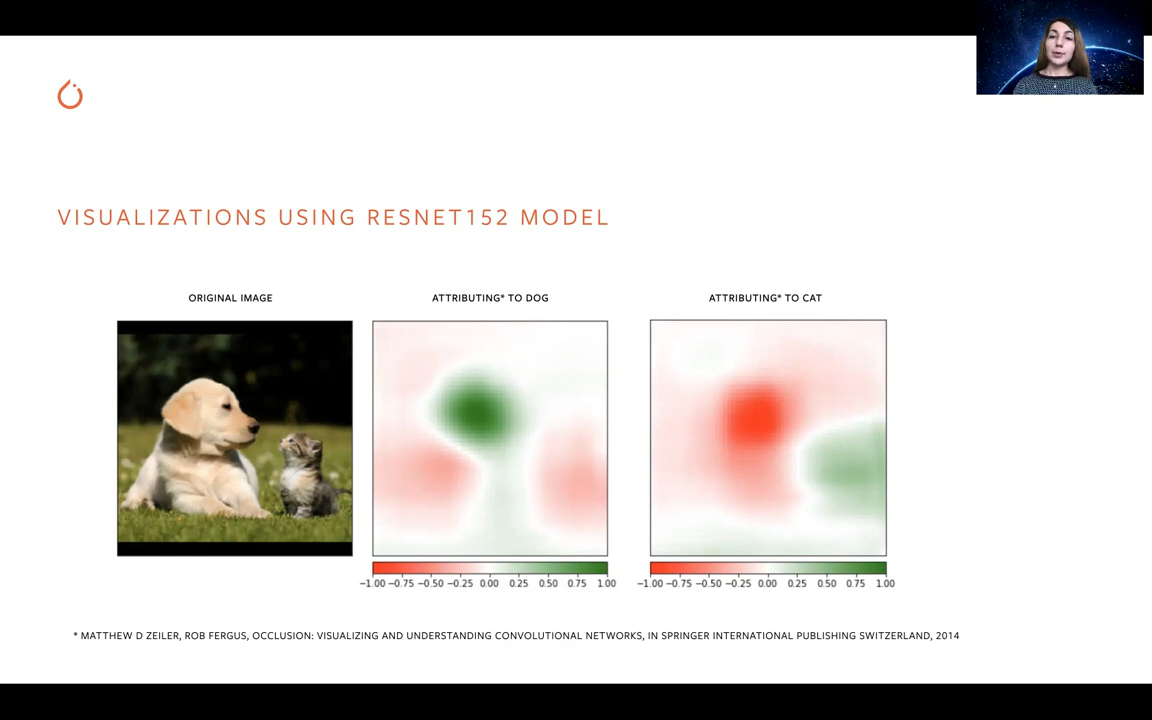 VISUALIZATIONS USING RESNET152 MODEL
ORIGINAL IMAGE
ATTRIBUTING* TO DOG
ATTRIBUTING* TO CAT
−1.00 −0.75 −0.50 −0.25 0.00 0.25 0.50 0.75 1.00
−1.00 −0.75 −0.50 −0.25 0.00 0.25 0.50 0.75 1.00
* MATTHEW D ZEILER, ROB FERGUS, OCCLUSION: VISUALIZING AND UNDERSTANDING CONVOLUTIONAL NETWORKS, IN SPRINGER INTERNATIONAL PUBLISHING SWITZERLAND, 2014